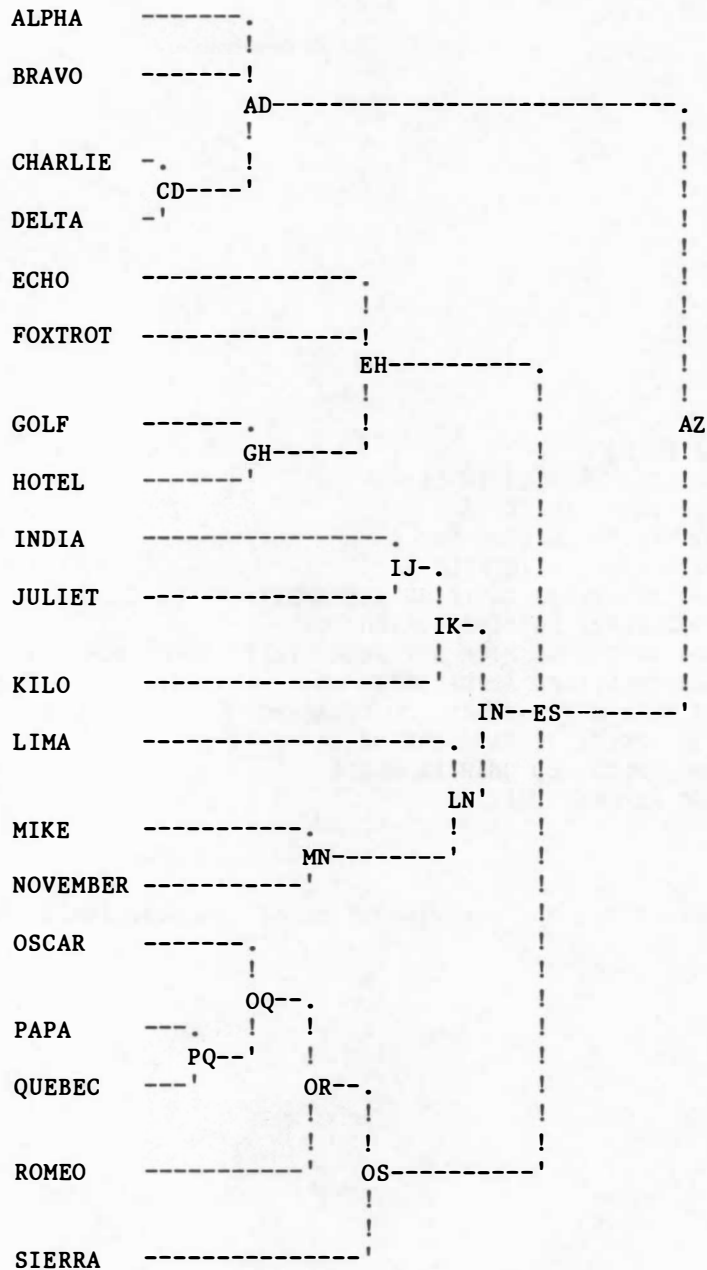 ALPHA --------.
!
BRAVO --------!
AD----------------------------.
!
CHARLIE -. !
CD----'
DELTA -'
ECHO ---------------.
!
FOXTROT ---------------!
EH----------.
!
GOLF -------. ! AZ
GH------'
HOTEL -------'
INDIA -----------------.
IJ-.
JULIET -----------------'
IK-.
KILO --------------------'
IN--ES--------'
LIMA ---------------------.
LN'
MIKE -----------. !
MN--------'
NOVEMBER -----------'
OSCAR -------.
!
OQ--.
PAPA ---. ! !
PQ--'
QUEBEC ---' OR--.
!
ROMEO -----------' OS---------'
!
SIERRA ---------------'